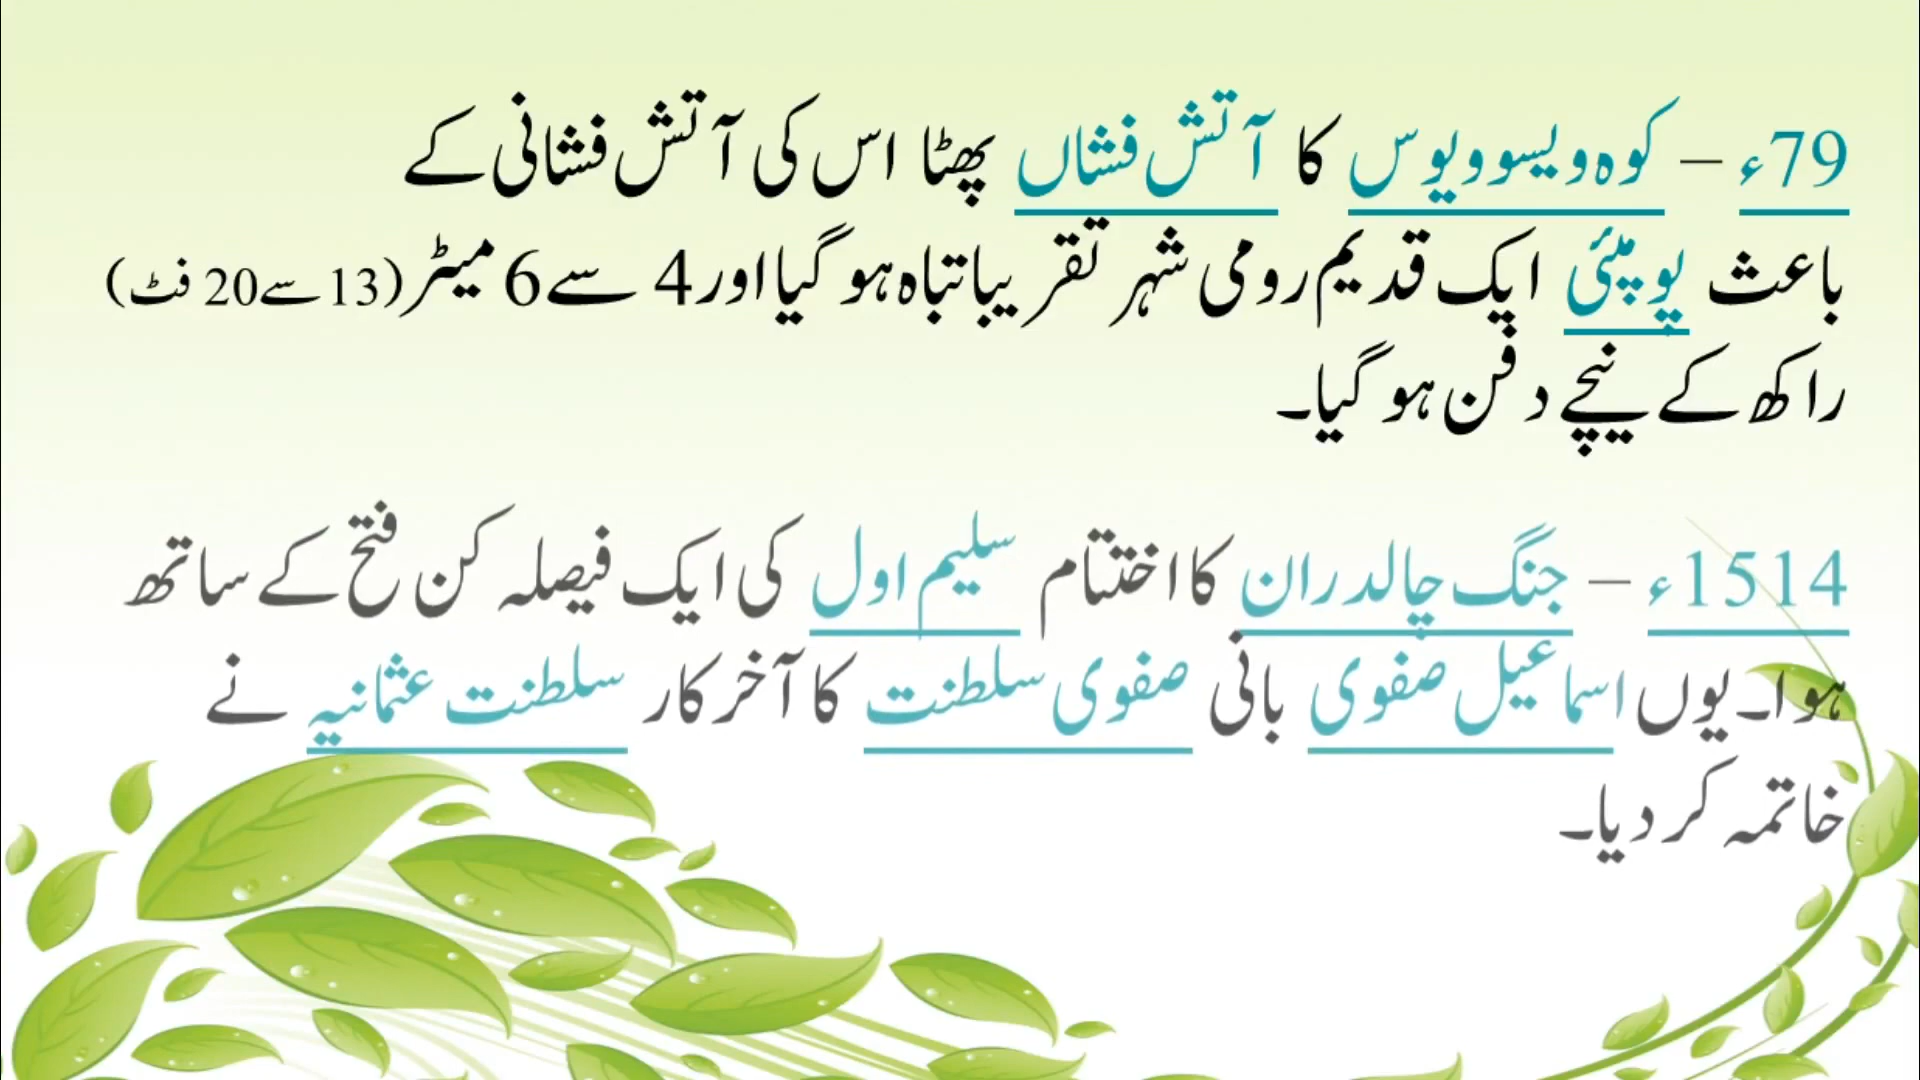 79ء – کوہ ویسوویوس کا آتش فشاں پھٹا اس کی آتش فشانی کے
باعث پومپئی ایک قدیم رومی شہر تقریبا تباہ ہو گیا اور 4 سے 6 میٹر (13 سے 20 فٹ)
راکھ کے نیچے دفن ہو گیا۔
1514ء – جنگ چالدران کا اختتام سلیم اول کی ایک فیصلہ کن فتح کے ساتھ
ہوا۔ یوں اسماعیل صفوی بانی صفوی سلطنت کا آخر کار سلطنت عثمانیہ نے
خاتمہ کر دیا۔